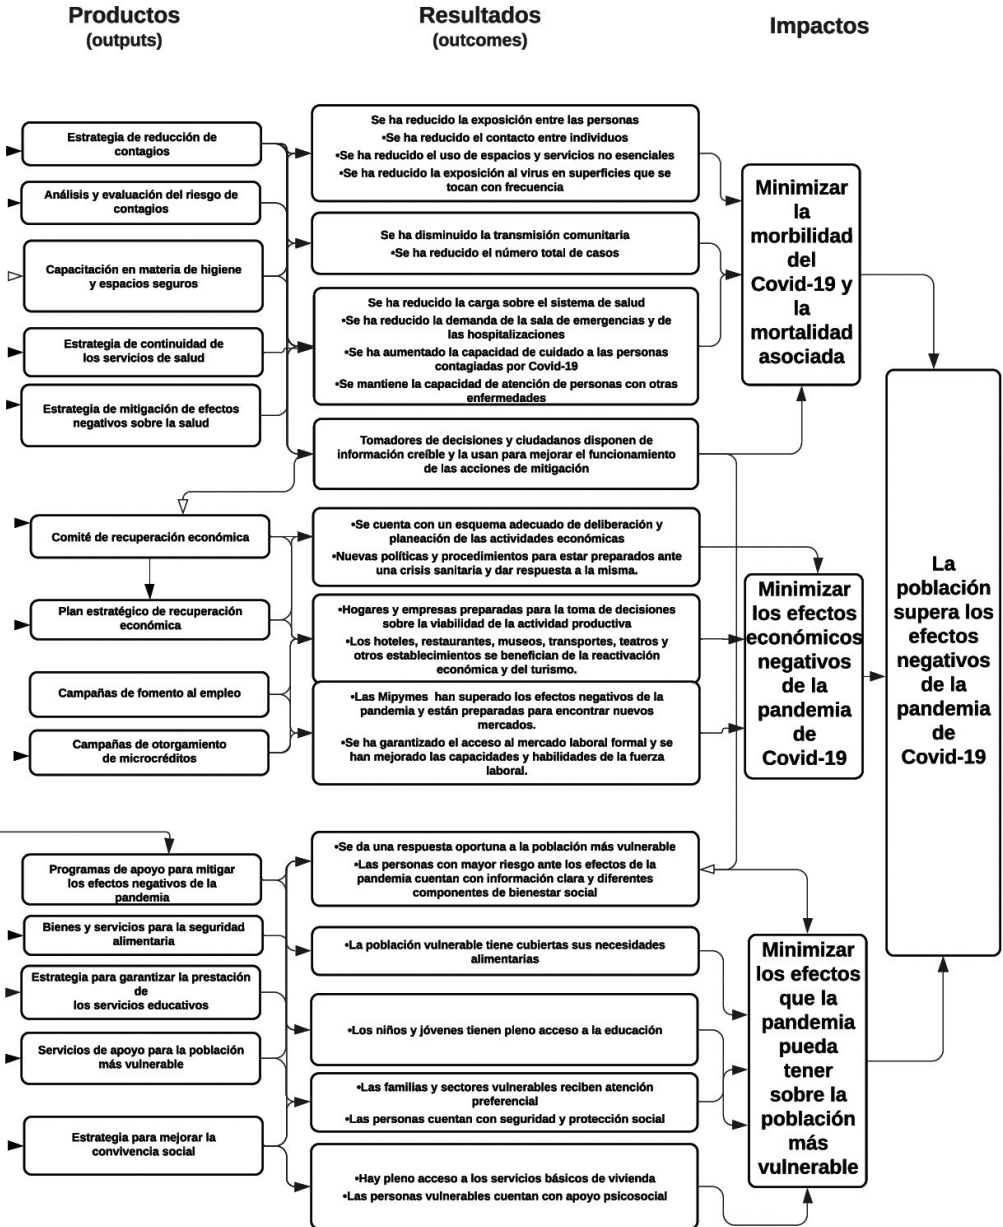 Productos
(outputs)
Resultados
(outcomes)
Impactos
Estrategia de reducción de
contagios
Análisis y evaluación del riesgo de
contagios
Capacitación en materia de higiene
y espacios seguros
Estrategia de continuidad de
los servicios de salud
Estrategia de mitigación de efectos
negativos sobre la salud
Comité de recuperación económica
Plan estratégico de recuperación
económica
Campañas de fomento al empleo
Campañas de otorgamiento
de microcréditos
Programas de apoyo para mitigar
los efectos negativos de la
pandemia
Bienes y servicios para la seguridad
alimentaria
Estrategia para garantizar la prestación
de
los servicios educativos
Servicios de apoyo para la población
más vulnerable
Estrategia para mejorar la
convivencia social
Se ha reducido la exposición entre las personas
•Se ha reducido el contacto entre individuos
•Se ha reducido el uso de espacios y servicios no esenciales
•Se ha reducido la exposición al virus en superficies que se
tocan con frecuencia
Se ha disminuido la transmisión comunitaria
•Se ha reducido el número total de casos
Se ha reducido la carga sobre el sistema de salud
•Se ha reducido la demanda de la sala de emergencias y de
las hospitalizaciones
•Se ha aumentado la capacidad de cuidado a las personas
contagiadas por Covid-19
•Se mantiene la capacidad de atención de personas con otras
enfermedades
Tomadores de decisiones y ciudadanos disponen de
información creíble y la usan para mejorar el funcionamiento
de las acciones de mitigación
•Se cuenta con un esquema adecuado de deliberación y
planeación de las actividades económicas
•Nuevas políticas y procedimientos para estar preparados ante
una crisis sanitaria y dar respuesta a la misma.
•Hogares y empresas preparadas para la toma de decisiones
sobre la viabilidad de la actividad productiva
•Los hoteles, restaurantes, museos, transportes, teatros y
otros establecimientos se benefician de la reactivación
económica y del turismo.
•Las Mipymes han superado los efectos negativos de la
pandemia y están preparadas para encontrar nuevos
mercados.
•Se ha garantizado el acceso al mercado laboral formal y se
han mejorado las capacidades y habilidades de la fuerza
laboral.
•Se da una respuesta oportuna a la población más vulnerable
•Las personas con mayor riesgo ante los efectos de la
pandemia cuentan con información clara y diferentes
componentes de bienestar social
•La población vulnerable tiene cubiertas sus necesidades
alimentarias
•Los niños y jóvenes tienen pleno acceso a la educación
•Las familias y sectores vulnerables reciben atención
preferencial
•Las personas cuentan con seguridad y protección social
•Hay pleno acceso a los servicios básicos de vivienda
•Las personas vulnerables cuentan con apoyo psicosocial
Minimizar
la
morbilidad
del
Covid-19 y
la
mortalidad
asociada
Minimizar
los efectos
económicos
negativos
de la
pandemia
de
Covid-19
Minimizar
los efectos
que la
pandemia
pueda
tener
sobre la
población
más
vulnerable
La
población
supera los
efectos
negativos
de la
pandemia
de
Covid-19